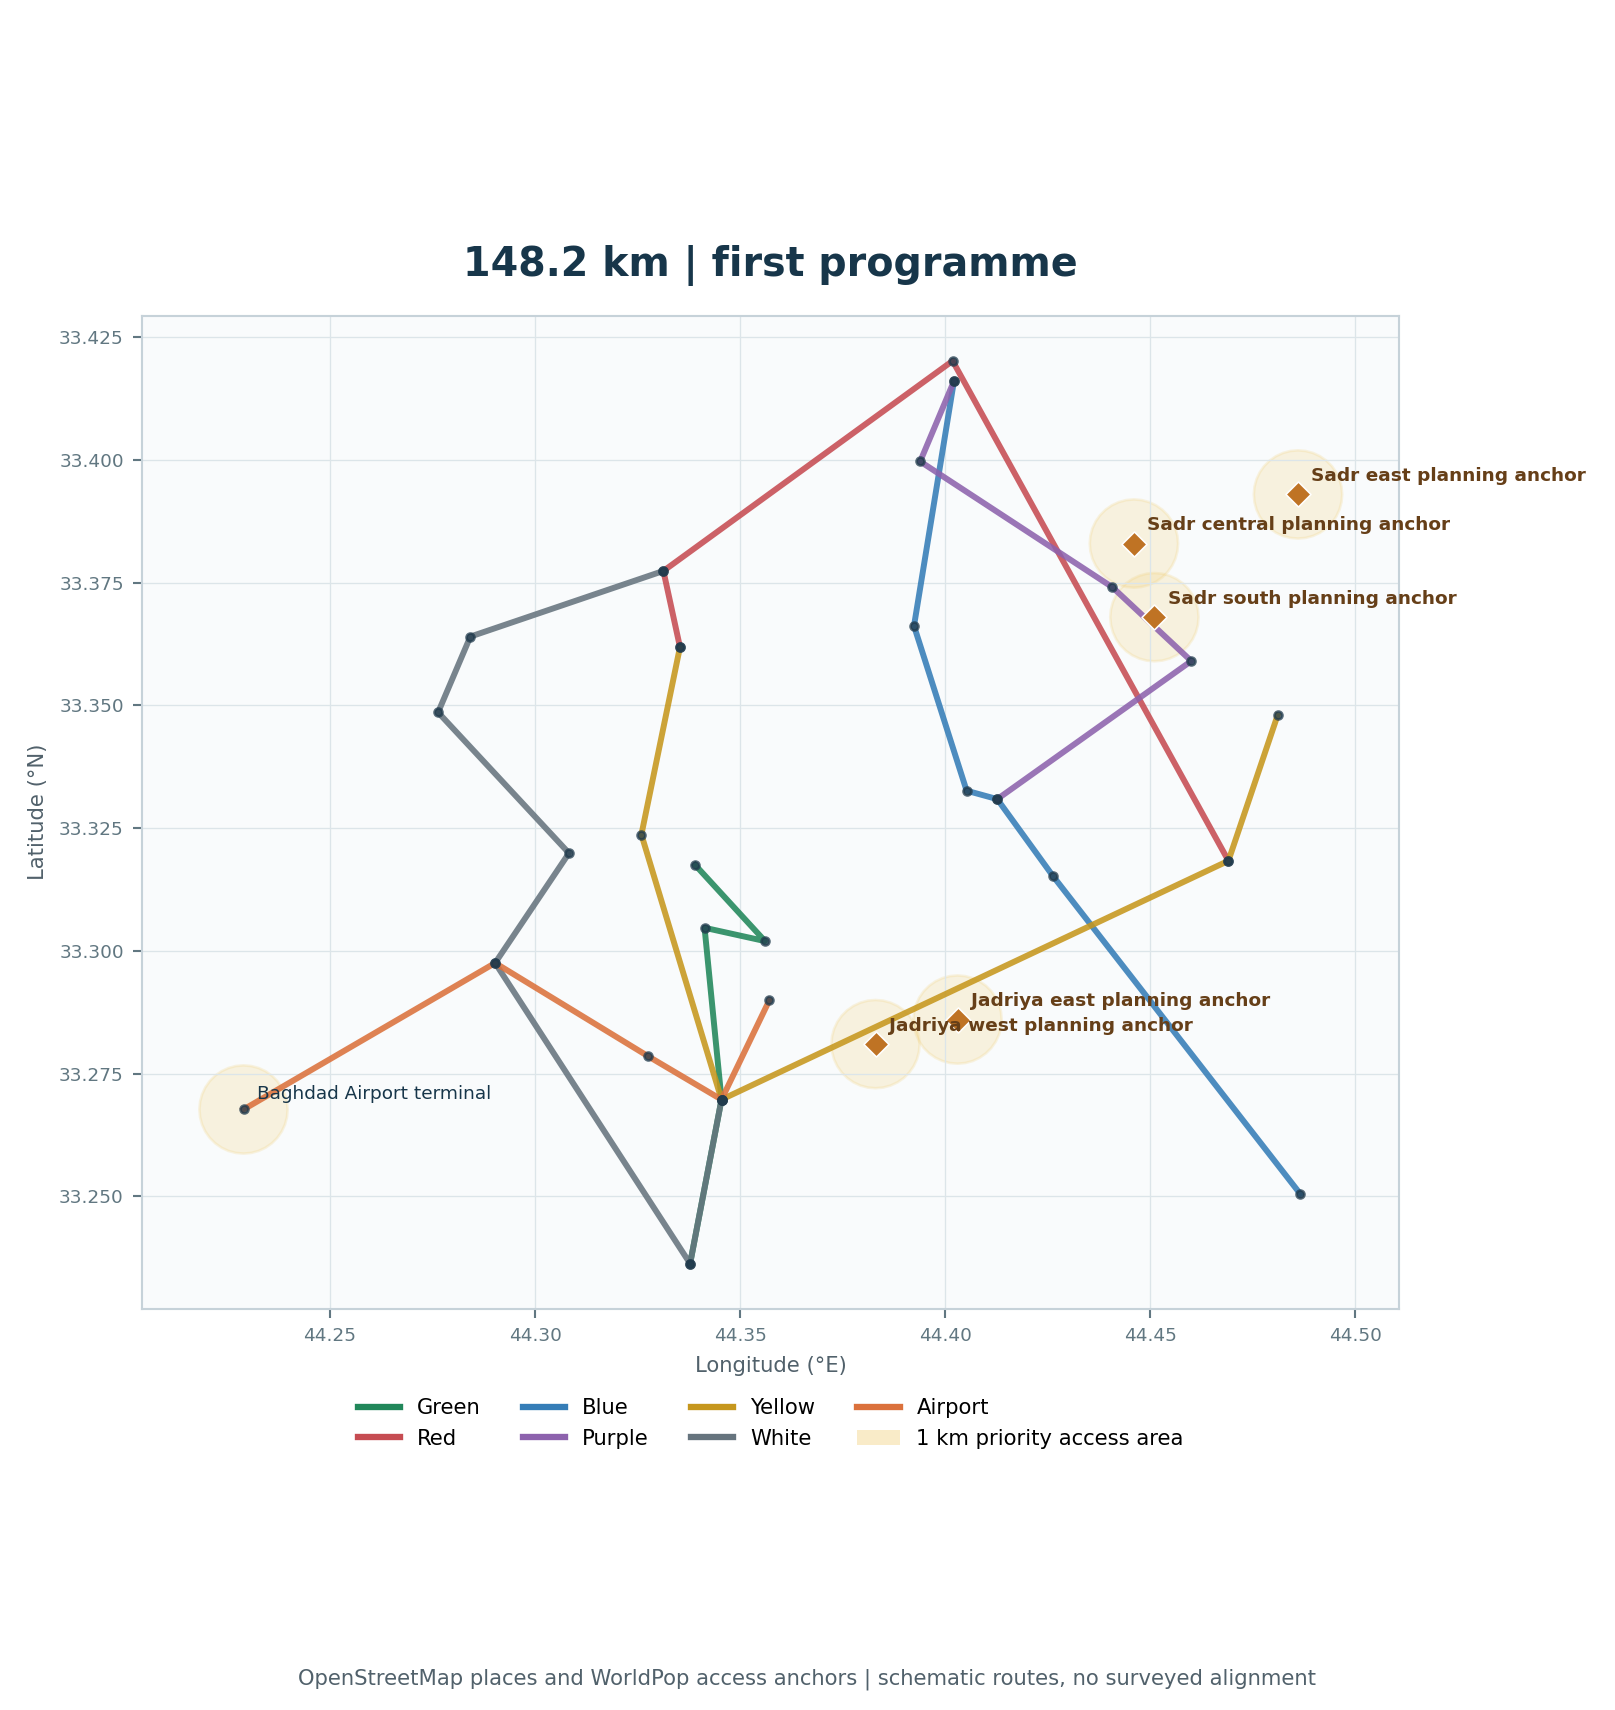 148.2 km | first programme
33.425
33.400
33.375
33.350
33.325
33.300
33.275
33.250
Latitude (°N)
Sadr east planning anchor
Sadr central planning anchor
Sadr south planning anchor
Jadriya east planning anchor
Jadriya west planning anchor
Baghdad Airport terminal
44.25 44.30 44.35 44.40 44.45 44.50
Longitude (°E)
Green Blue Yellow Airport
Red Purple White 1 km priority access area
OpenStreetMap places and WorldPop access anchors | schematic routes, no surveyed alignment